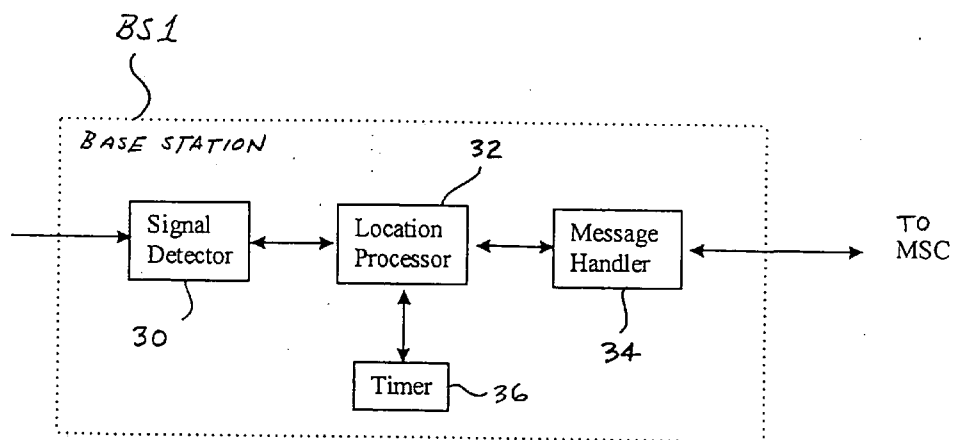 BS1
BASE STATION
32
Signal
Detector
Location
Processor
Message
Handler
TO
MSC
30
34
Timer
36